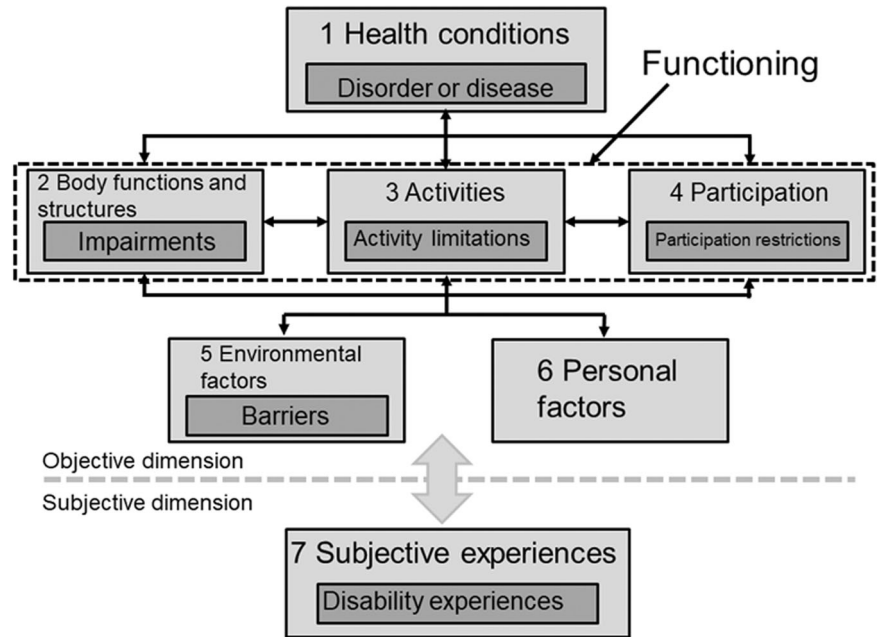 1 Health conditions
Disorder or disease
Functioning
2 Body functions and
structures
Impairments
3 Activities
Activity limitations
4 Participation
Participation restrictions
5 Environmental
factors
Barriers
6 Personal
factors
Objective dimension
Subjective dimension
7 Subjective experiences
Disability experiences